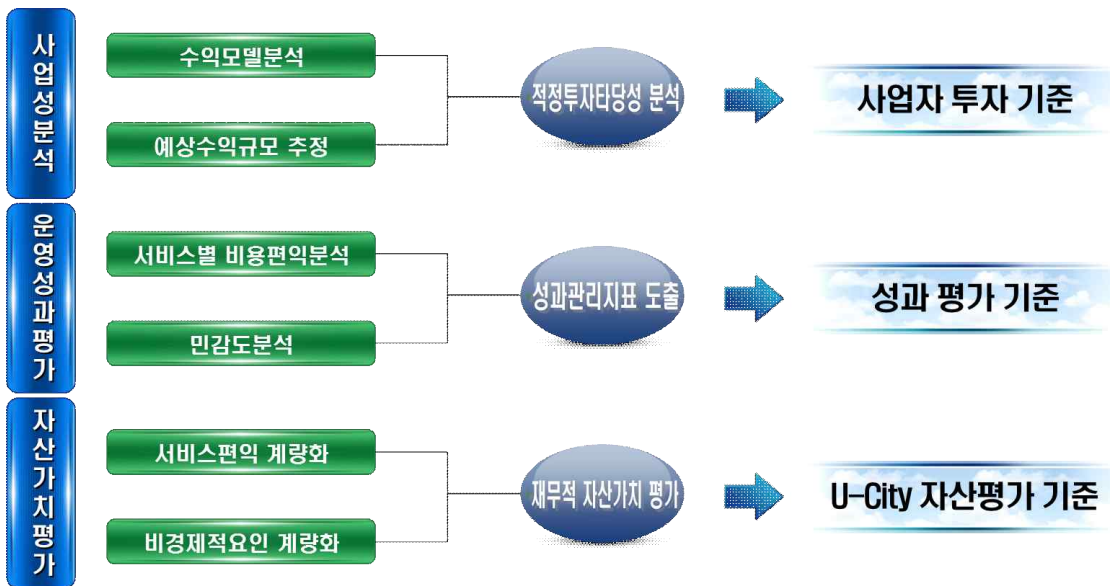 사업성분석
수익모델분석
예상수익규모 추정
적정투자타당성 분석
사업자 투자 기준
운영성과평가
서비스별 비용편익분석
민감도분석
성과관리지표 도출
성과 평가 기준
자산가치평가
서비스편익 계량화
비경제적요인 계량화
재무적 자산가치 평가
U-City 자산평가 기준